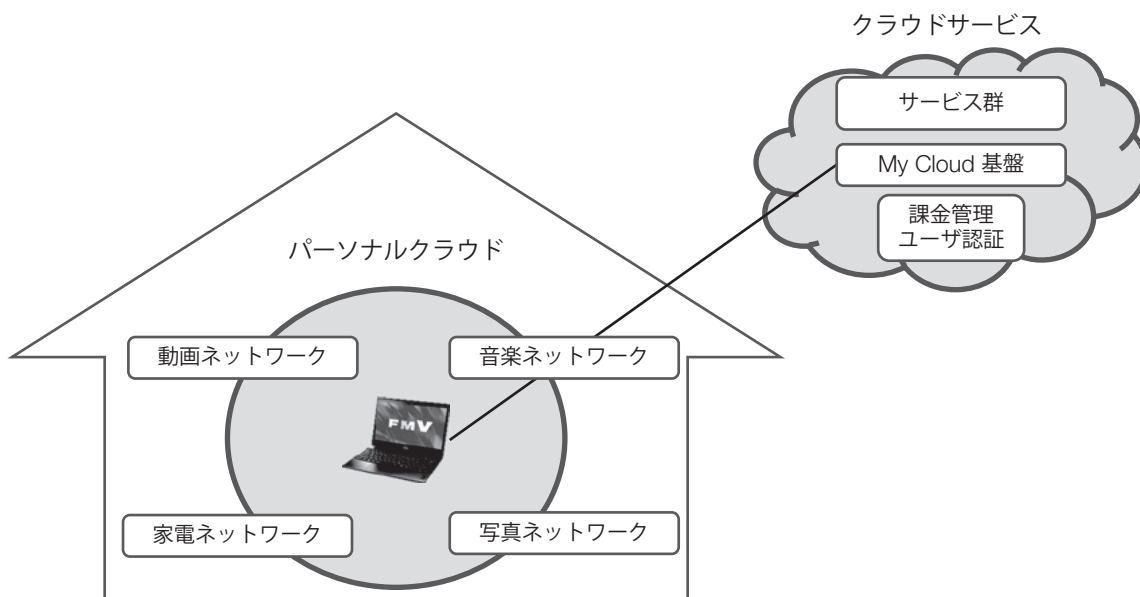 クラウドサービス
サービス群
My Cloud 基盤
課金管理
ユーザ認証
パーソナルクラウド
動画ネットワーク
音楽ネットワーク
FMV
家電ネットワーク
写真ネットワーク